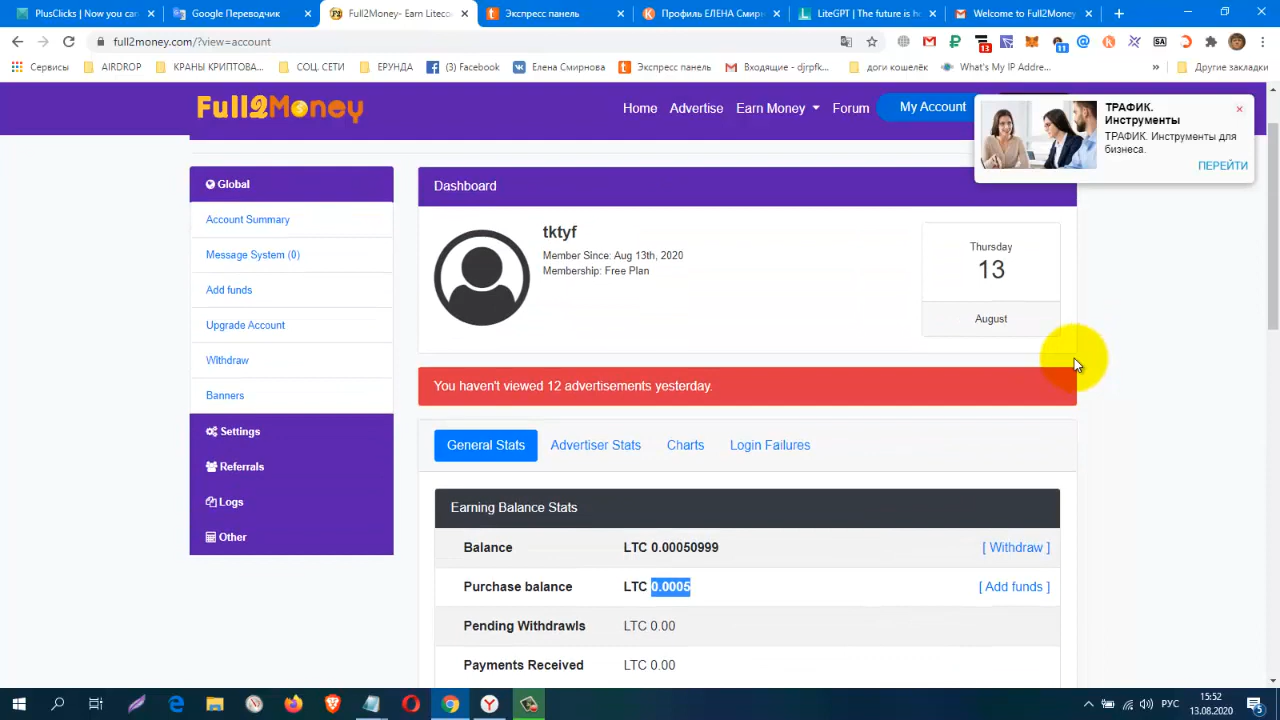 PlusClicks | Now you can
Google Переводчик
Full2Money- Earn Litecoi
Экспресс панель
Профиль ЕЛЕНА Смирн
LiteGPT | The future is he
Welcome to Full2Money
full2money.com/?view=account
Сервисы
AIRDROP
КРАНЫ КРИПТОВА...
СОЦ. СЕТИ
ЕРУНДА
(3) Facebook
Елена Смирнова
Экспресс панель
Входящие - djrpfk...
доги кошелёк
What's My IP Addre...
»
Другие закладки
13
11
SA
Full2Money
Home
Advertise
Earn Money
Forum
My Account
ТРАФИК.
Инструменты
ТРАФИК. Инструменты для
бизнеса.
ПЕРЕЙТИ
Global
Account Summary
Message System (0)
Add funds
Upgrade Account
Withdraw
Banners
Settings
Referrals
Logs
Other
Dashboard
tktyf
Member Since: Aug 13th, 2020
Membership: Free Plan
Thursday
13
August
You haven't viewed 12 advertisements yesterday.
General Stats
Advertiser Stats
Charts
Login Failures
Earning Balance Stats
Balance LTC 0.00050999 [ Withdraw ]
Purchase balance LTC 0.0005 [ Add funds ]
Pending Withdrawls LTC 0.00
Payments Received LTC 0.00
РУС
15:52
13.08.2020
5